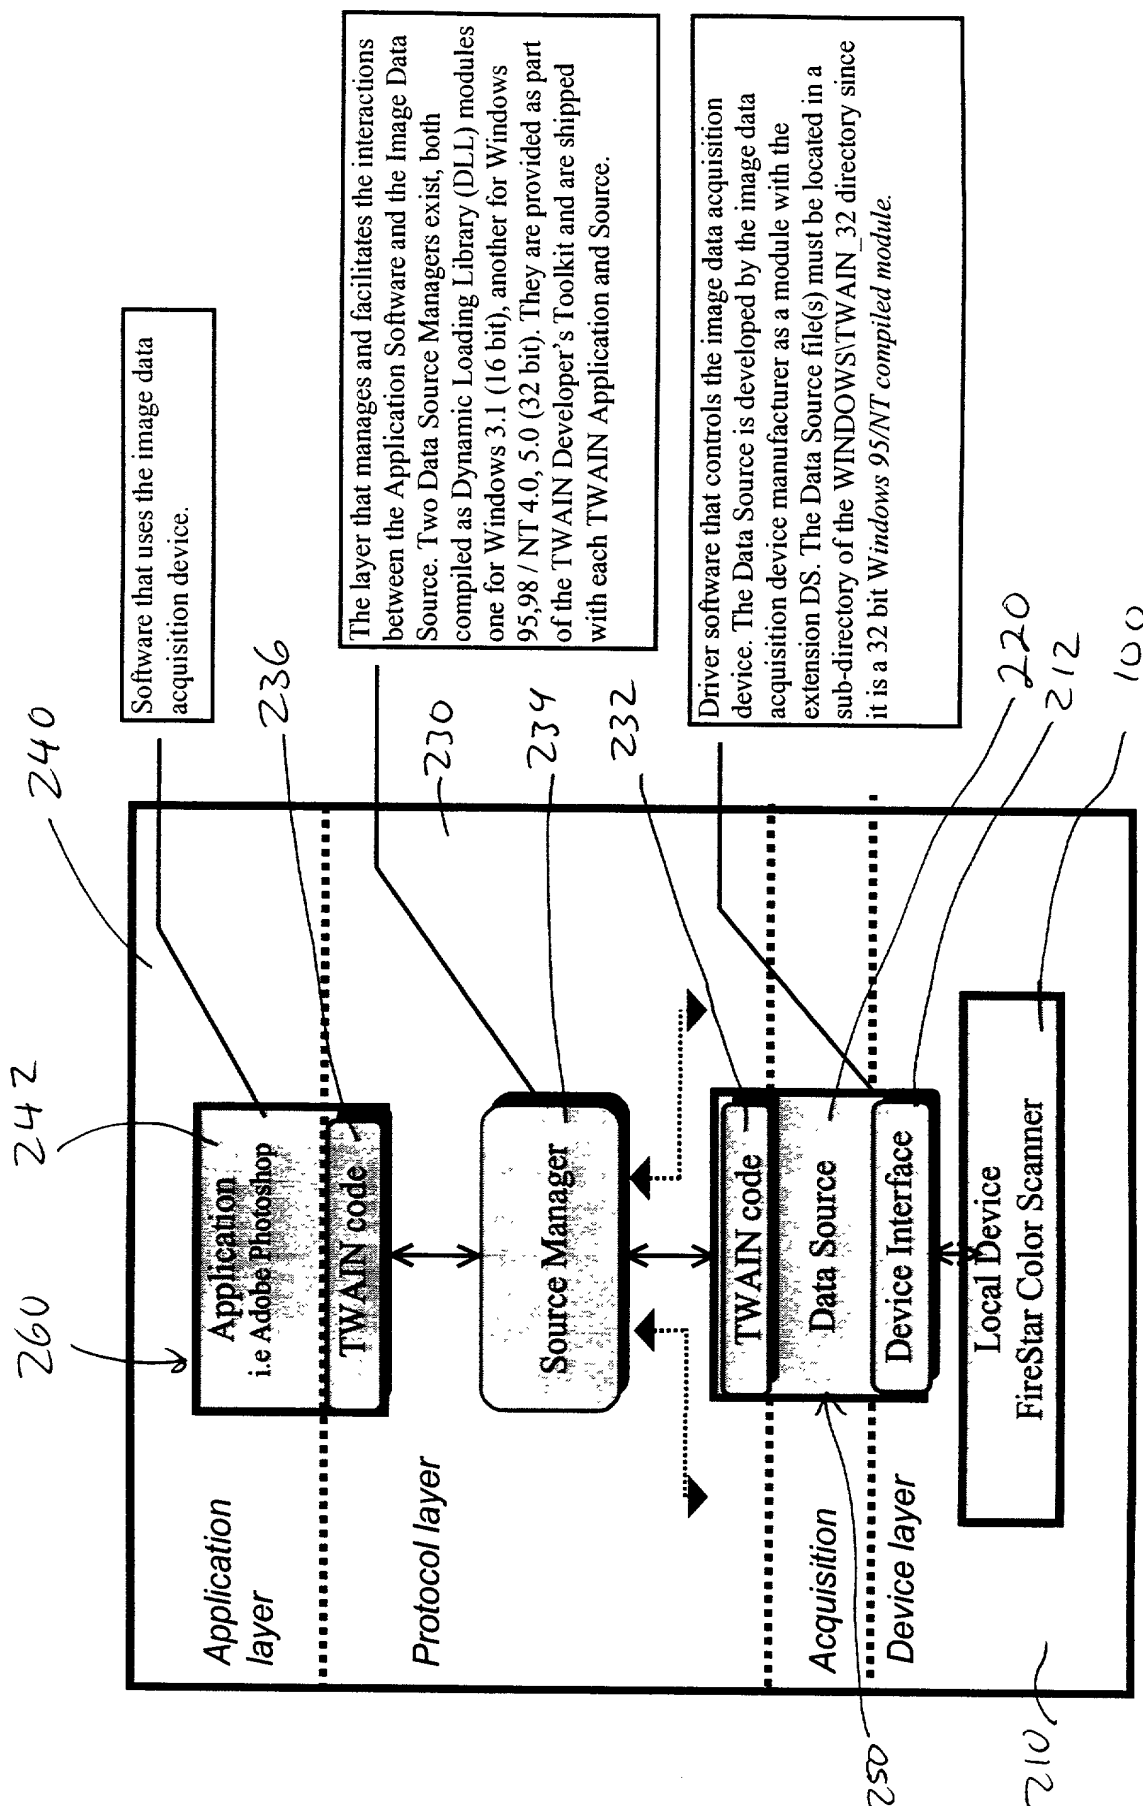 260
242
240
Application
layer
Application
i.e Adobe Photoshop
TWAIN code
236
Software that uses the image data
acquisition device.
Protocol layer
230
Source Manager
234
The layer that manages and facilitates the interactions
between the Application Software and the Image Data
Source. Two Data Source Managers exist, both
compiled as Dynamic Loading Library (DLL) modules
one for Windows 3.1 (16 bit), another for Windows
95,98 / NT 4.0, 5.0 (32 bit). They are provided as part
of the TWAIN Developer's Toolkit and are shipped
with each TWAIN Application and Source.
TWAIN code
232
Acquisition
Data Source
Driver software that controls the image data acquisition
device. The Data Source is developed by the image data
acquisition device manufacturer as a module with the
extension DS. The Data Source file(s) must be located in a
sub-directory of the WINDOWS\TWAIN_32 directory since
it is a 32 bit Windows 95/NT compiled module.
220
250
Device layer
Device Interface
212
Local Device
FireStar Color Scanner
100
210